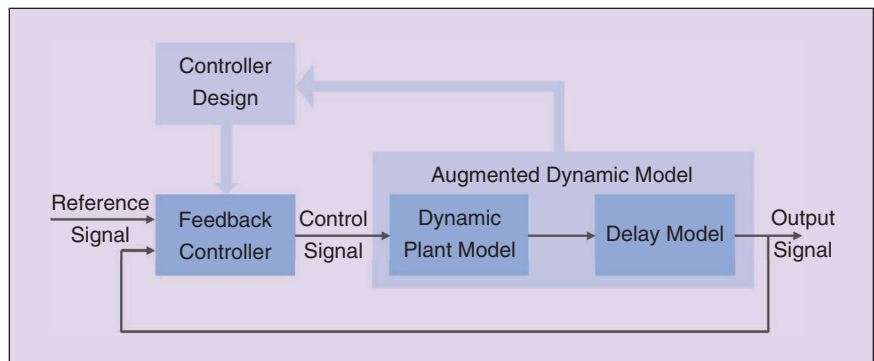 Controller
Design
Augmented Dynamic Model
Reference
Signal
Feedback
Controller
Control
Signal
Dynamic
Plant Model
Delay Model
Output
Signal